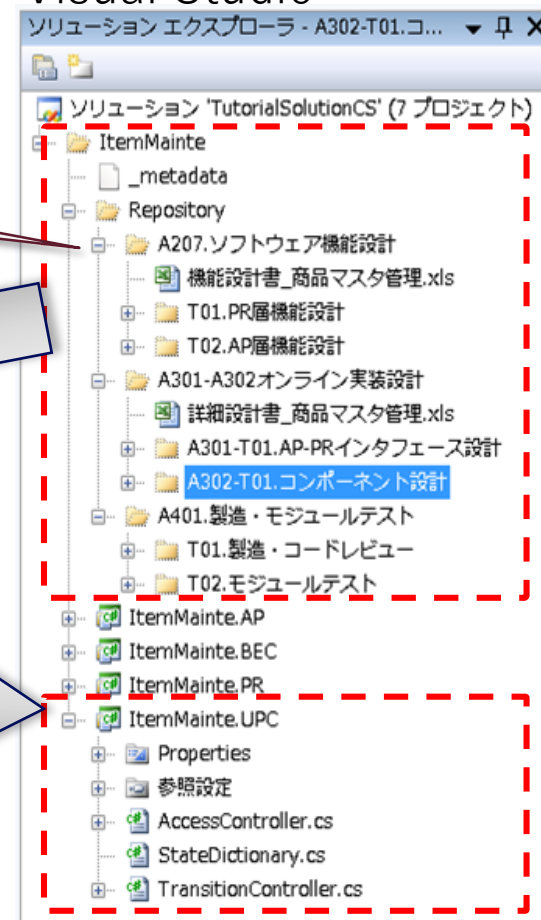 Visual Studio
ソリューション エクスプローラ - A302-T01.コ...
ソリューション 'TutorialSolutionCS' (7 プロジェクト)
ItemMainte
_metadata
Repository
A207.ソフトウェア機能設計
機能設計書_商品マスタ管理.xls
T01.PR層機能設計
T02.AP層機能設計
A301-A302オンライン実装設計
詳細設計書_商品マスタ管理.xls
A301-T01.AP-PRインタフェース設計
A302-T01.コンポーネント設計
A401.製造・モジュールテスト
T01.製造・コードレビュー
T02.モジュールテスト
ItemMainte.AP
ItemMainte.BEC
ItemMainte.PR
ItemMainte.UPC
Properties
参照設定
AccessController.cs
StateDictionary.cs
TransitionController.cs